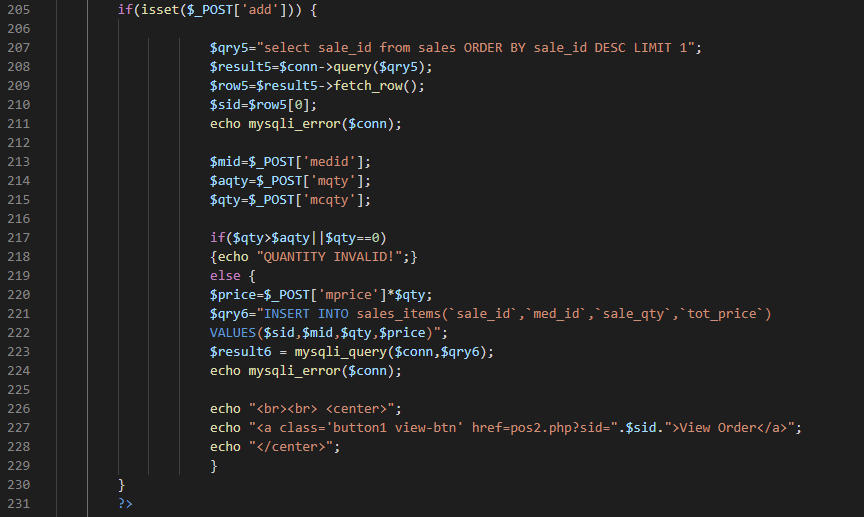 205 if(isset($_POST['add'])) {
206
207 $qry5="select sale_id from sales ORDER BY sale_id DESC LIMIT 1";
208 $result5=$conn->query($qry5);
209 $row5=$result5->fetch_row();
210 $sid=$row5[0];
211 echo mysqli_error($conn);
212
213 $mid=$_POST['medid'];
214 $aqty=$_POST['mqty'];
215 $qty=$_POST['mcqty'];
216
217 if($qty>$aqty||$qty==0)
218 {echo "QUANTITY INVALID!";}
219 else {
220 $price=$_POST['mprice']*$qty;
221 $qry6="INSERT INTO sales_items(`sale_id`,`med_id`,`sale_qty`,`tot_price`)
222 VALUES($sid,$mid,$qty,$price)";
223 $result6 = mysqli_query($conn,$qry6);
224 echo mysqli_error($conn);
225
226 echo "<br><br> <center>";
227 echo "<a class='button1 view-btn' href=pos2.php?sid=".$sid.">View Order</a>";
228 echo "</center>";
229 }
230 }
231 ?>